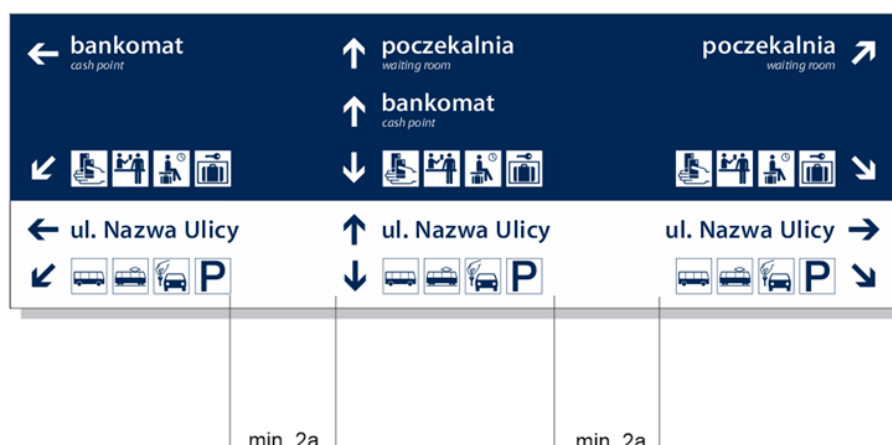 bankomat
cash point
poczekalnia
waiting room
bankomat
cash point
poczekalnia
waiting room
ul. Nazwa Ulicy
P
ul. Nazwa Ulicy
P
ul. Nazwa Ulicy
P
min. 2a
min. 2a